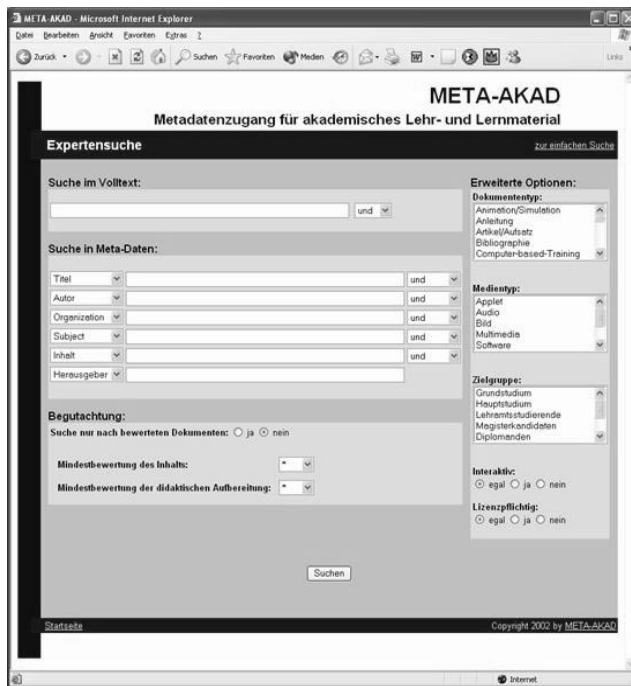 META-AKAD - Microsoft Internet Explorer
Datei Bearbeiten Ansicht Favoriten Extras ?
Zurück Suchen Favoriten Medien Links
META-AKAD
Metadatenzugang für akademisches Lehr- und Lernmaterial
Expertensuche zur einfachen Suche
Suche im Volltext:
und
Suche in Meta-Daten:
Titel und
Autor und
Organization und
Subject und
Inhalt und
Herausgeber
Begutachtung:
Suche nur nach bewerteten Dokumenten: ja nein
Mindestbewertung des Inhalts: *
Mindestbewertung der didaktischen Aufbereitung: *
Erweiterte Optionen:
Dokumententyp:
Animation/Simulation
Anleitung
Artikel/Aufsatz
Bibliographie
Computer-based-Training
Medientyp:
Applet
Audio
Bild
Multimedia
Software
Zielgruppe:
Grundstudium
Hauptstudium
Lehramtsstudierende
Magisterkandidaten
Diplomanden
Interaktiv:
egal ja nein
Lizenzpflichtig:
egal ja nein
Suchen
Startseite Copyright 2002 by META-AKAD
Internet